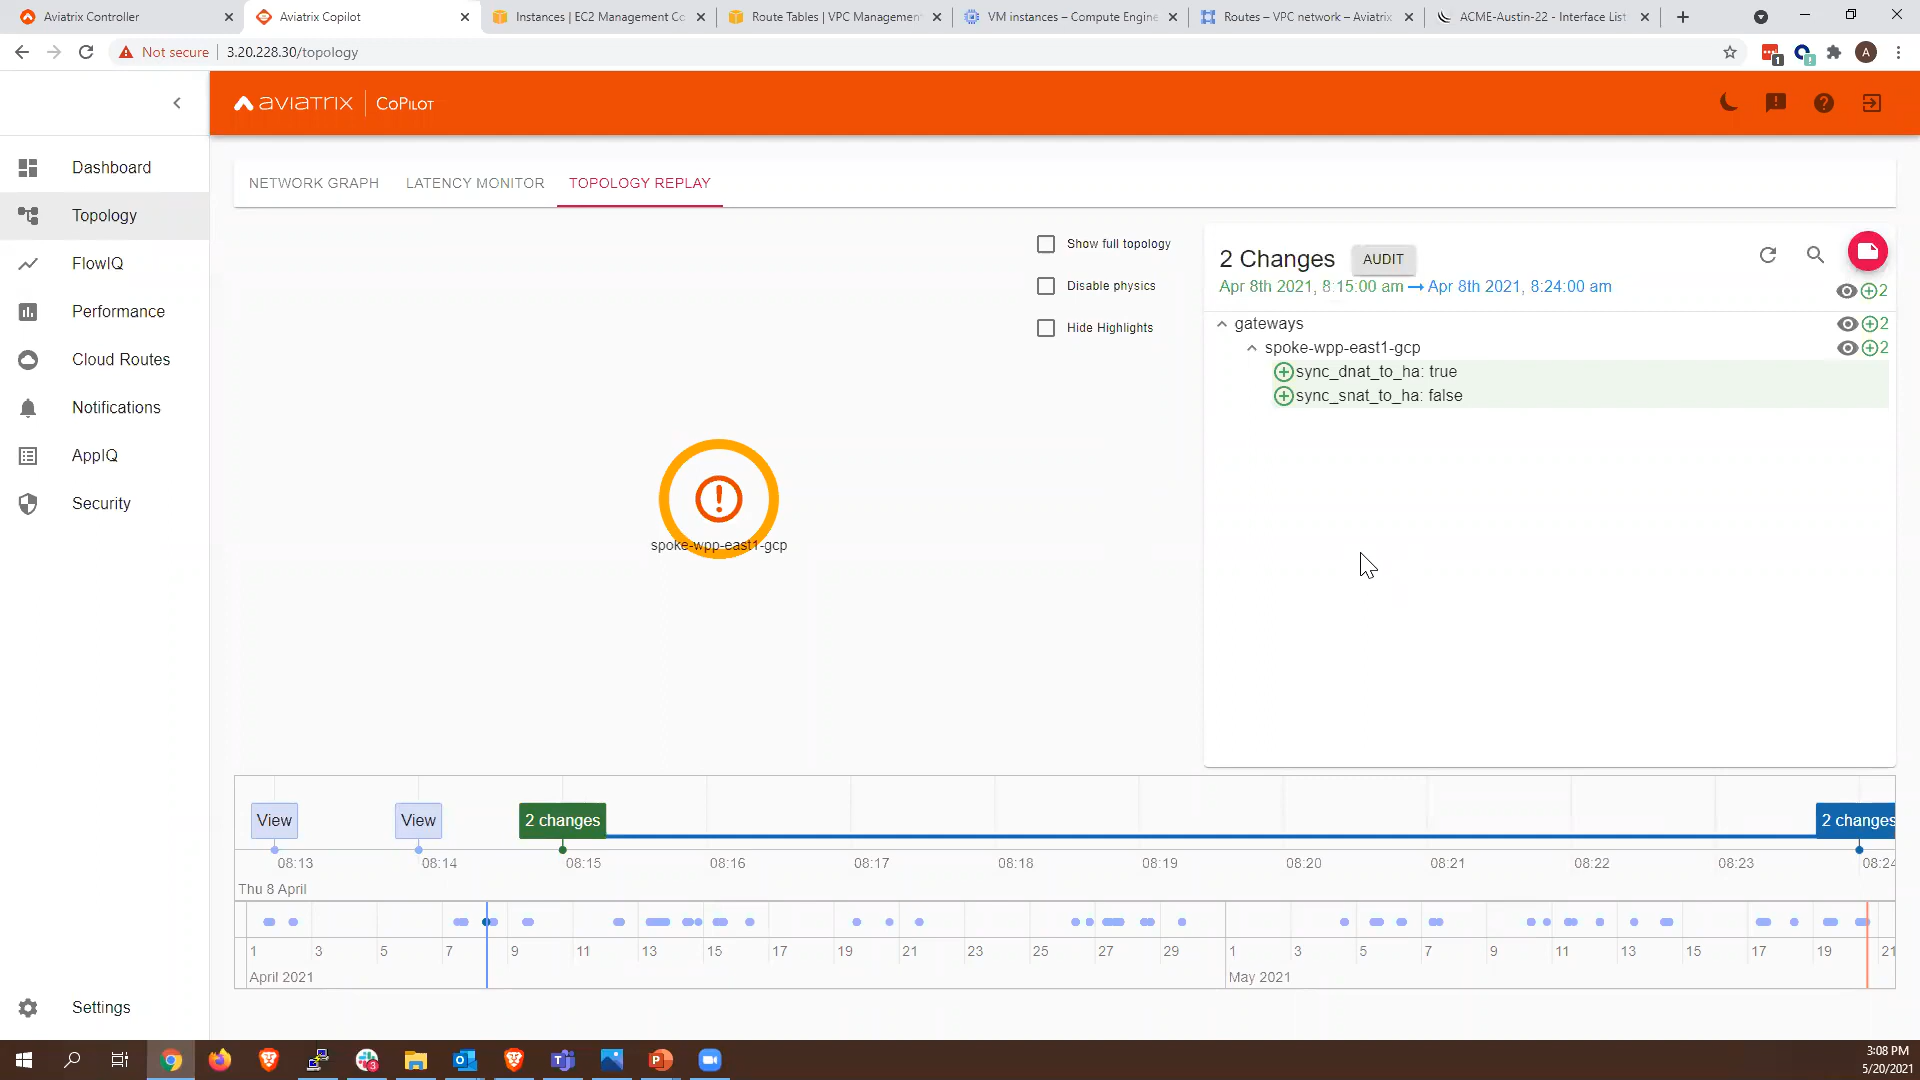 Aviatrix Controller
Aviatrix Copilot
Instances | EC2 Management Co
Route Tables | VPC Management
VM instances – Compute Engine
Routes – VPC network – Aviatrix
ACME-Austin-22 - Interface List
Not secure
3.20.228.30/topology
1
A
aviatrix
CoPilot
Dashboard
Topology
FlowIQ
Performance
Cloud Routes
Notifications
AppIQ
Security
Settings
NETWORK GRAPH
LATENCY MONITOR
TOPOLOGY REPLAY
Show full topology
Disable physics
Hide Highlights
spoke-wpp-east1-gcp
2 Changes
AUDIT
Apr 8th 2021, 8:15:00 am → Apr 8th 2021, 8:24:00 am
2
gateways
2
spoke-wpp-east1-gcp
2
sync_dnat_to_ha: true
sync_snat_to_ha: false
View
View
2 changes
2 changes
08:13 08:14 08:15 08:16 08:17 08:18 08:19 08:20 08:21 08:22 08:23 08:24
Thu 8 April
1 3 5 7 9 11 13 15 17 19 21 23 25 27 29 1 3 5 7 9 11 13 15 17 19 21
April 2021
May 2021
3:08 PM
5/20/2021